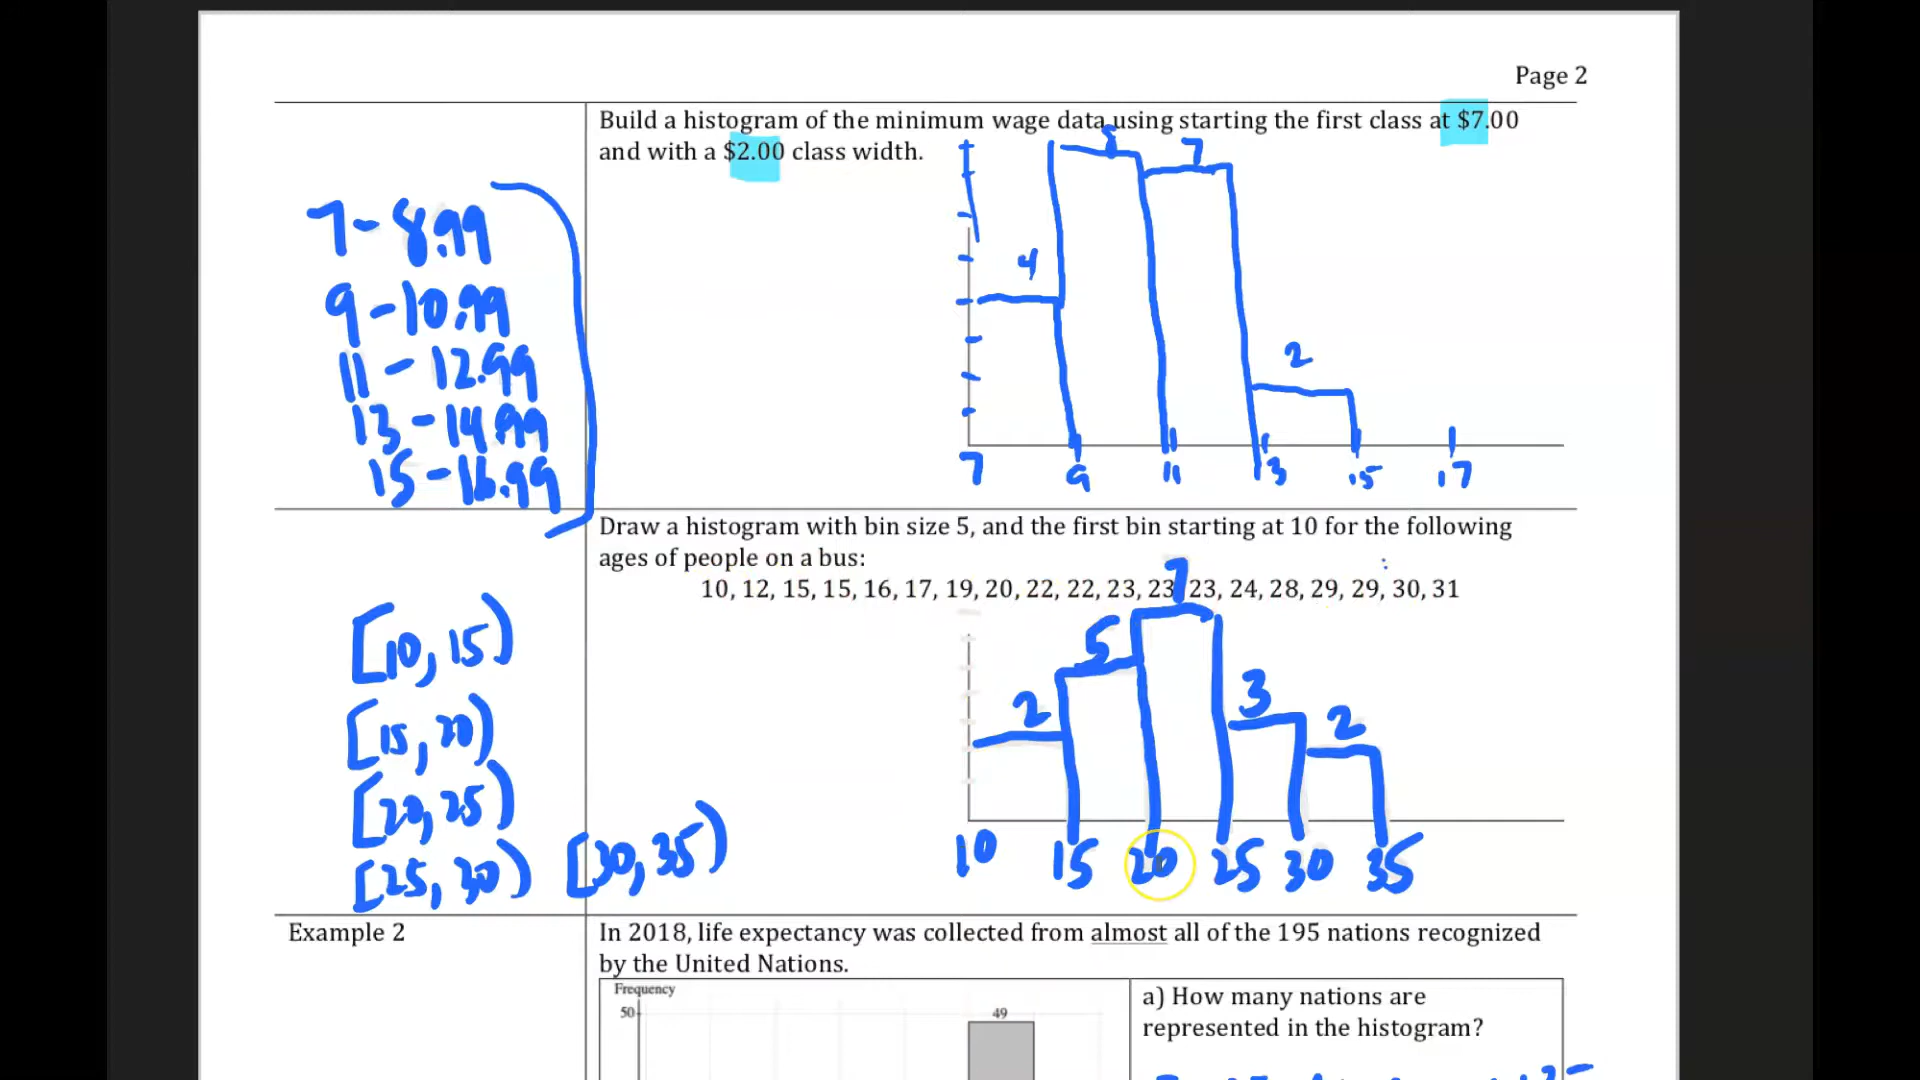 Page 2
Build a histogram of the minimum wage data using starting the first class at $7.00
and with a $2.00 class width.
7 - 8.99
9 - 10.99
11 - 12.99
13 - 14.99
15 - 16.99
8
7
4
2
7 9 11 13 15 17
Draw a histogram with bin size 5, and the first bin starting at 10 for the following
ages of people on a bus:
10, 12, 15, 15, 16, 17, 19, 20, 22, 22, 23, 23, 23, 24, 28, 29, 29, 30, 31
[10, 15)
[15, 20)
[20, 25)
[25, 30) [30, 35)
7
5
2
3
2
10 15 20 25 30 35
Example 2
In 2018, life expectancy was collected from almost all of the 195 nations recognized
by the United Nations.
Frequency
50
49
a) How many nations are
represented in the histogram?